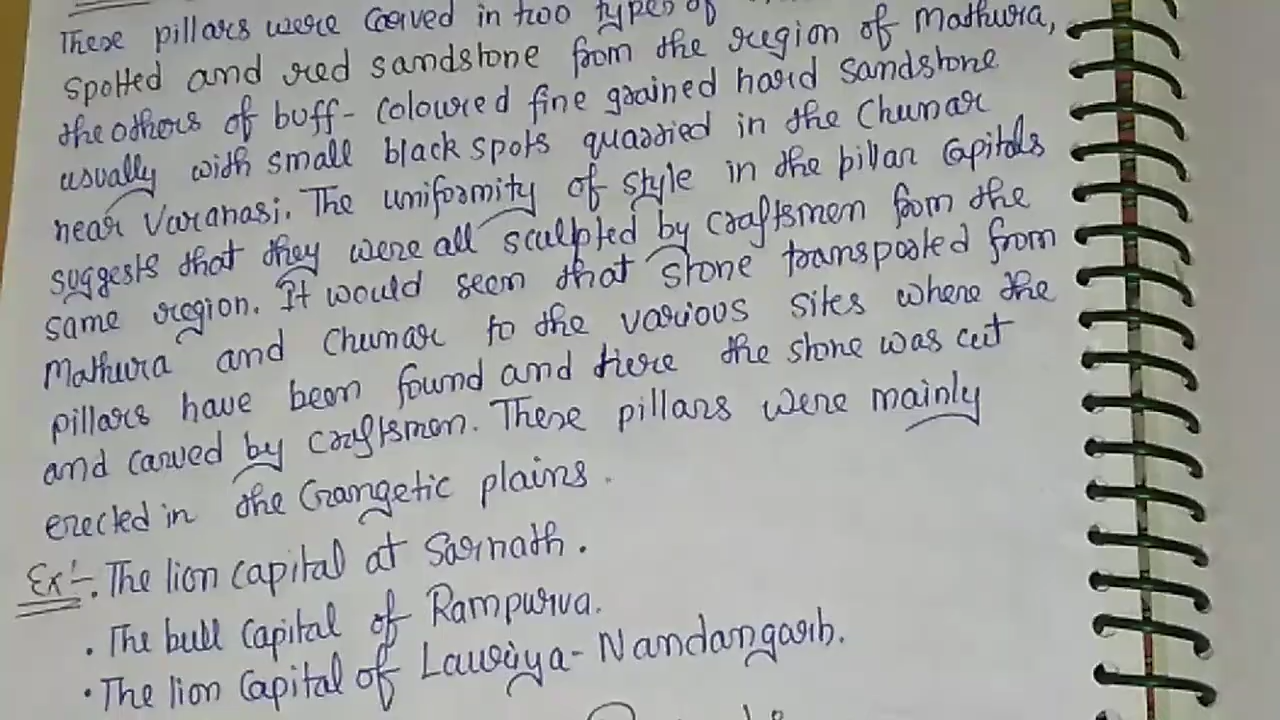 These pillars were carved in two types of
spotted and red sandstone from the region of Mathura,
the others of buff-coloured fine grained hard sandstone
usually with small black spots quarried in the Chunar
near Varanasi. The uniformity of style in the pillar capitals
suggests that they were all sculpted by craftsmen from the
same region. It would seem that stone transported from
Mathura and Chunar to the various sites where the
pillars have been found and here the stone was cut
and carved by craftsmen. These pillars were mainly
erected in the Gangetic plains.
Ex:-. The lion capital at Sarnath.
. The bull capital of Rampurva.
. The lion capital of Lauriya-Nandangarh.